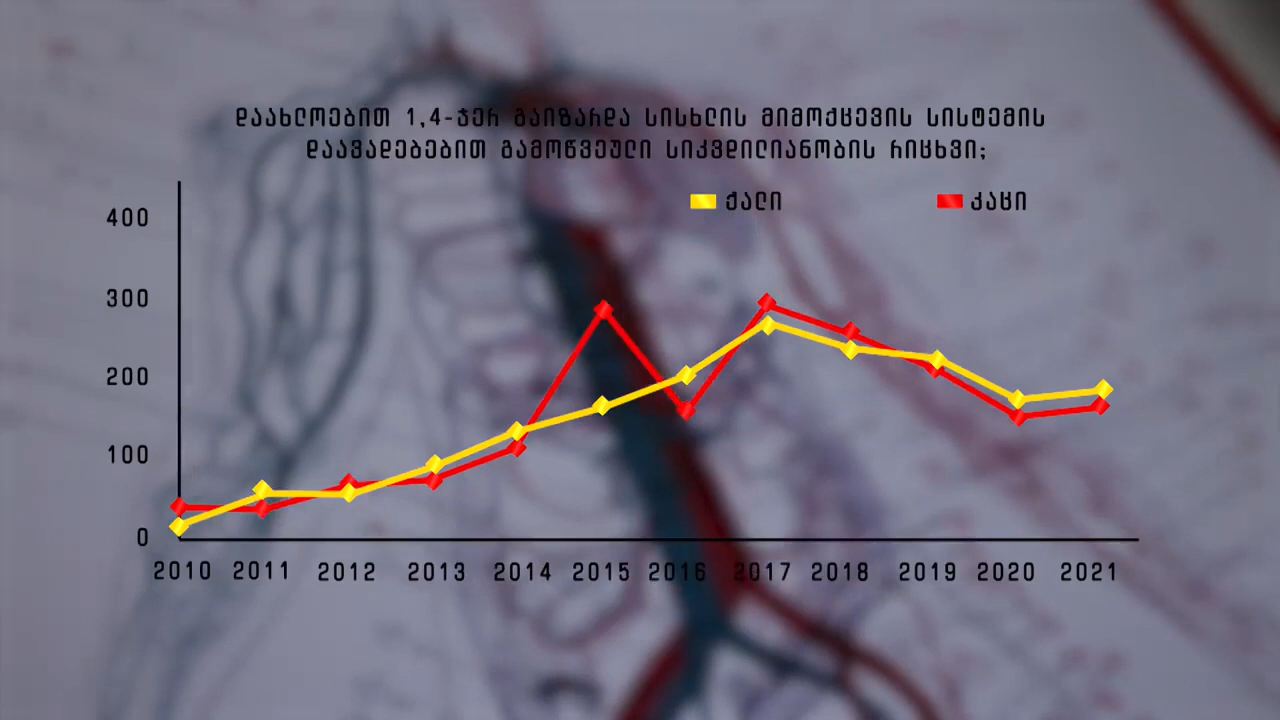 დაახლოებით 1,4-ჯერ გაიზარდა სისხლის მიმოქცევის სისტემის
დაავადებებით გამოწვეული სიკვდილიანობის რიცხვი;
ქალი კაცი
400
300
200
100
0
2010 2011 2012 2013 2014 2015 2016 2017 2018 2019 2020 2021